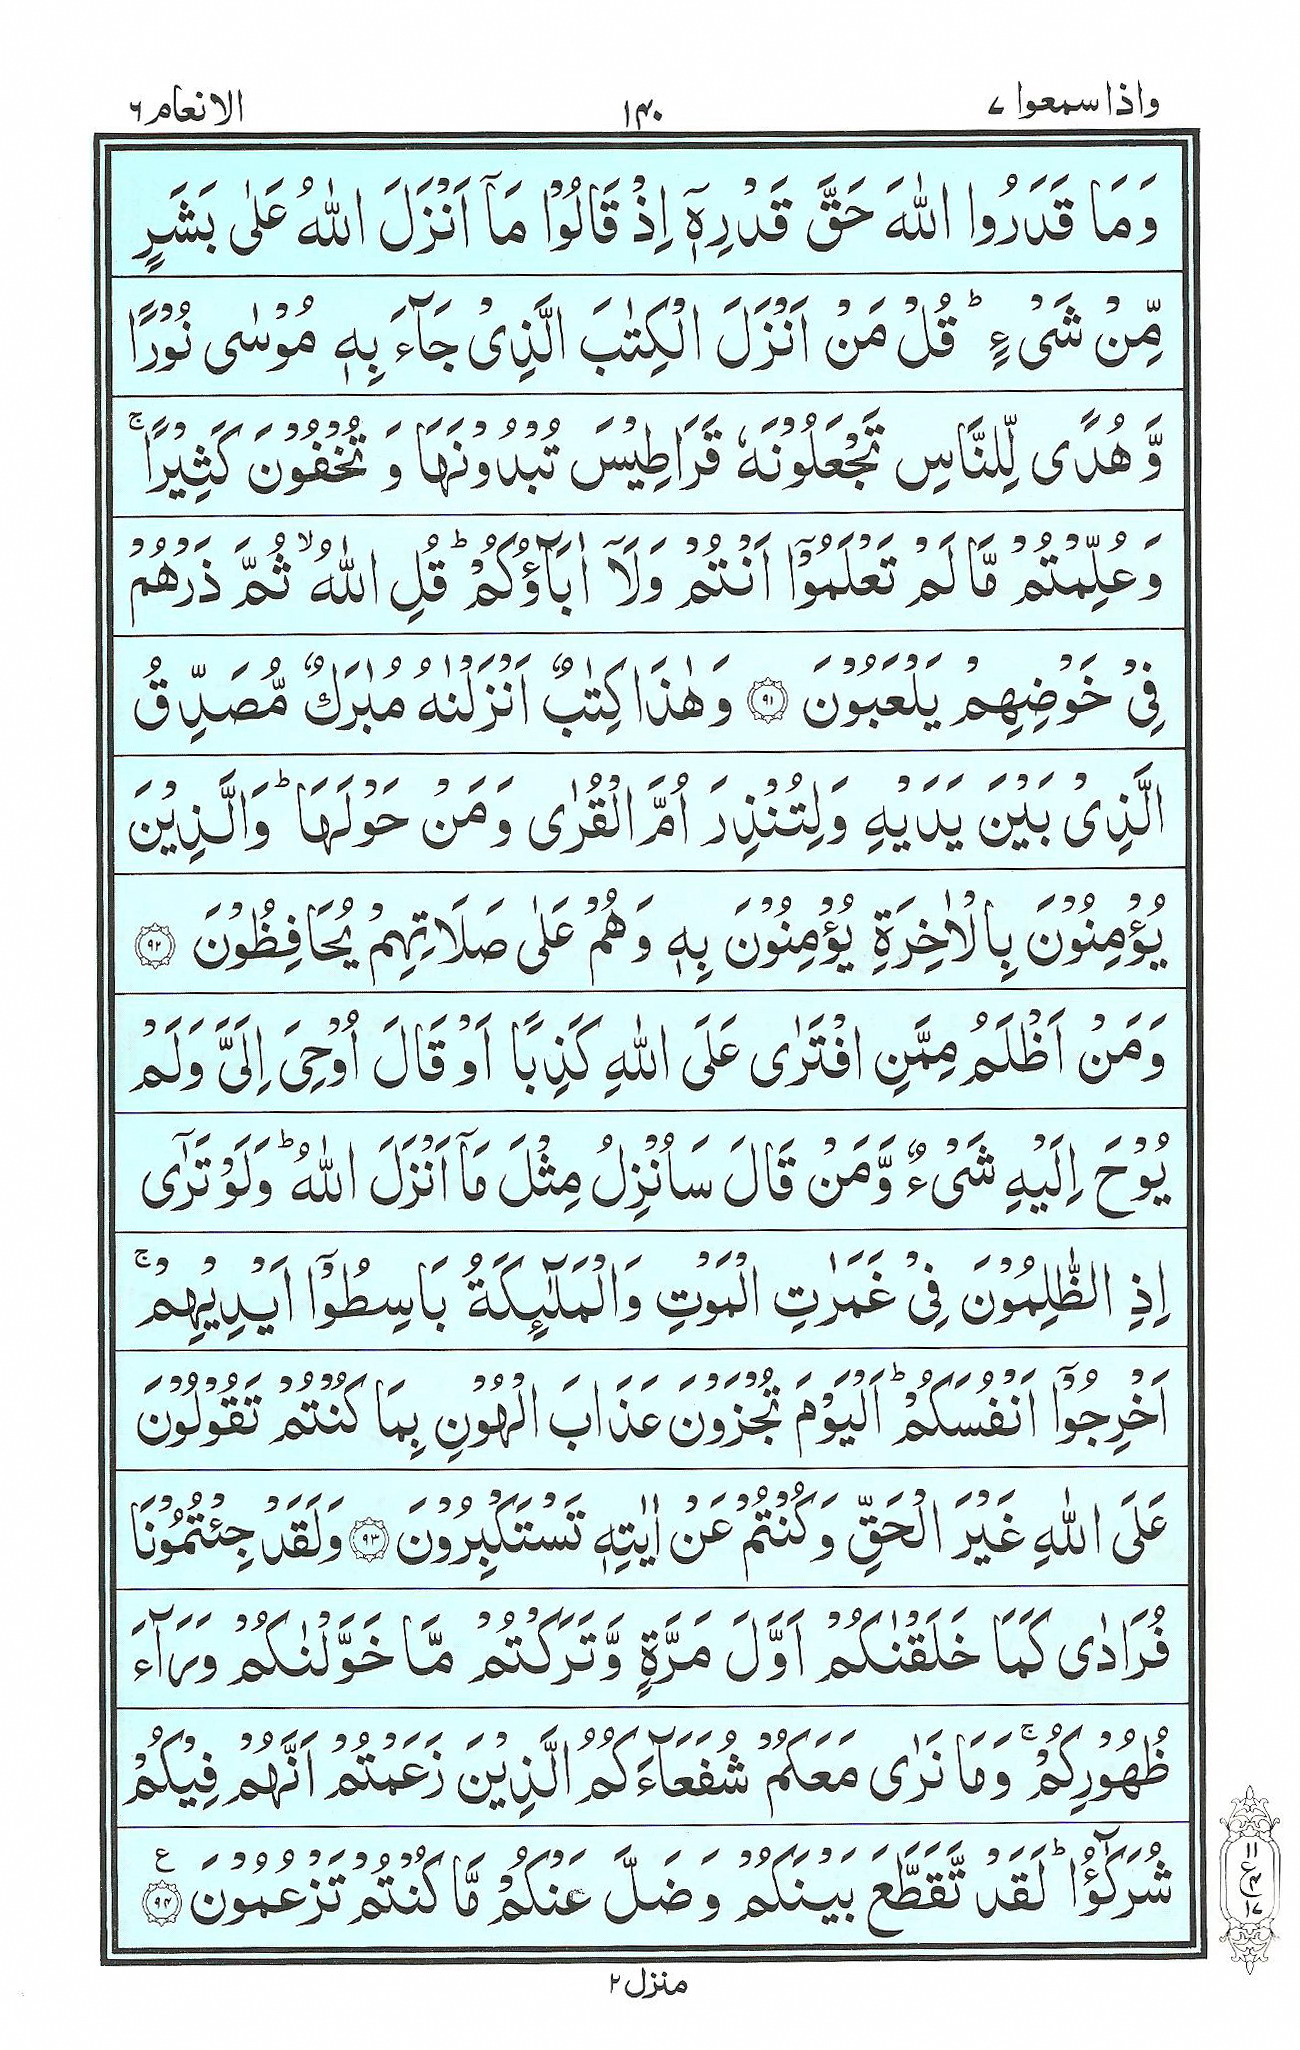 واذا سمعوا ٧
١٤٠
الانعام ٦
وَمَا قَدَرُوا اللّٰهَ حَقَّ قَدْرِهٖۤ اِذْ قَالُوْا مَاۤ اَنْزَلَ اللّٰهُ عَلٰى بَشَرٍ
مِّنْ شَىْءٍ ؕ قُلْ مَنْ اَنْزَلَ الْكِتٰبَ الَّذِىْ جَآءَ بِهٖ مُوْسٰى نُوْرًا
وَّ هُدًى لِّلنَّاسِ تَجْعَلُوْنَهٗ قَرَاطِيْسَ تُبْدُوْنَهَا وَ تُخْفُوْنَ كَثِيْرًا ۚ
وَعُلِّمْتُمْ مَّا لَمْ تَعْلَمُوْۤا اَنْتُمْ وَلَاۤ اٰبَآؤُكُمْ ؕ قُلِ اللّٰهُ ۙ ثُمَّ ذَرْهُمْ
فِىْ خَوْضِهِمْ يَلْعَبُوْنَ ﴿٩١﴾ وَهٰذَا كِتٰبٌ اَنْزَلْنٰهُ مُبٰرَكٌ مُّصَدِّقُ
الَّذِىْ بَيْنَ يَدَيْهِ وَلِتُنْذِرَ اُمَّ الْقُرٰى وَمَنْ حَوْلَهَا ؕ وَالَّذِيْنَ
يُؤْمِنُوْنَ بِالْاٰخِرَةِ يُؤْمِنُوْنَ بِهٖ وَهُمْ عَلٰى صَلَاتِهِمْ يُحَافِظُوْنَ ﴿٩٢﴾
وَمَنْ اَظْلَمُ مِمَّنِ افْتَرٰى عَلَى اللّٰهِ كَذِبًا اَوْ قَالَ اُوْحِىَ اِلَىَّ وَلَمْ
يُوْحَ اِلَيْهِ شَىْءٌ وَّمَنْ قَالَ سَاُنْزِلُ مِثْلَ مَاۤ اَنْزَلَ اللّٰهُ ؕ وَلَوْ تَرٰٓى
اِذِ الظّٰلِمُوْنَ فِىْ غَمَرٰتِ الْمَوْتِ وَالْمَلٰٓئِكَةُ بَاسِطُوْۤا اَيْدِيْهِمْ ۚ
اَخْرِجُوْۤا اَنْفُسَكُمْ ؕ اَلْيَوْمَ تُجْزَوْنَ عَذَابَ الْهُوْنِ بِمَا كُنْتُمْ تَقُوْلُوْنَ
عَلَى اللّٰهِ غَيْرَ الْحَقِّ وَكُنْتُمْ عَنْ اٰيٰتِهٖ تَسْتَكْبِرُوْنَ ﴿٩٣﴾ وَلَقَدْ جِئْتُمُوْنَا
فُرَادٰى كَمَا خَلَقْنٰكُمْ اَوَّلَ مَرَّةٍ وَّتَرَكْتُمْ مَّا خَوَّلْنٰكُمْ وَرَآءَ
ظُهُوْرِكُمْ ۚ وَمَا نَرٰى مَعَكُمْ شُفَعَآءَكُمُ الَّذِيْنَ زَعَمْتُمْ اَنَّهُمْ فِيْكُمْ
شُرَكٰٓؤُا ؕ لَقَدْ تَّقَطَّعَ بَيْنَكُمْ وَضَلَّ عَنْكُمْ مَّا كُنْتُمْ تَزْعُمُوْنَ ﴿٩٤﴾ ع
١١
ع ٤
١٧
منزل ٢